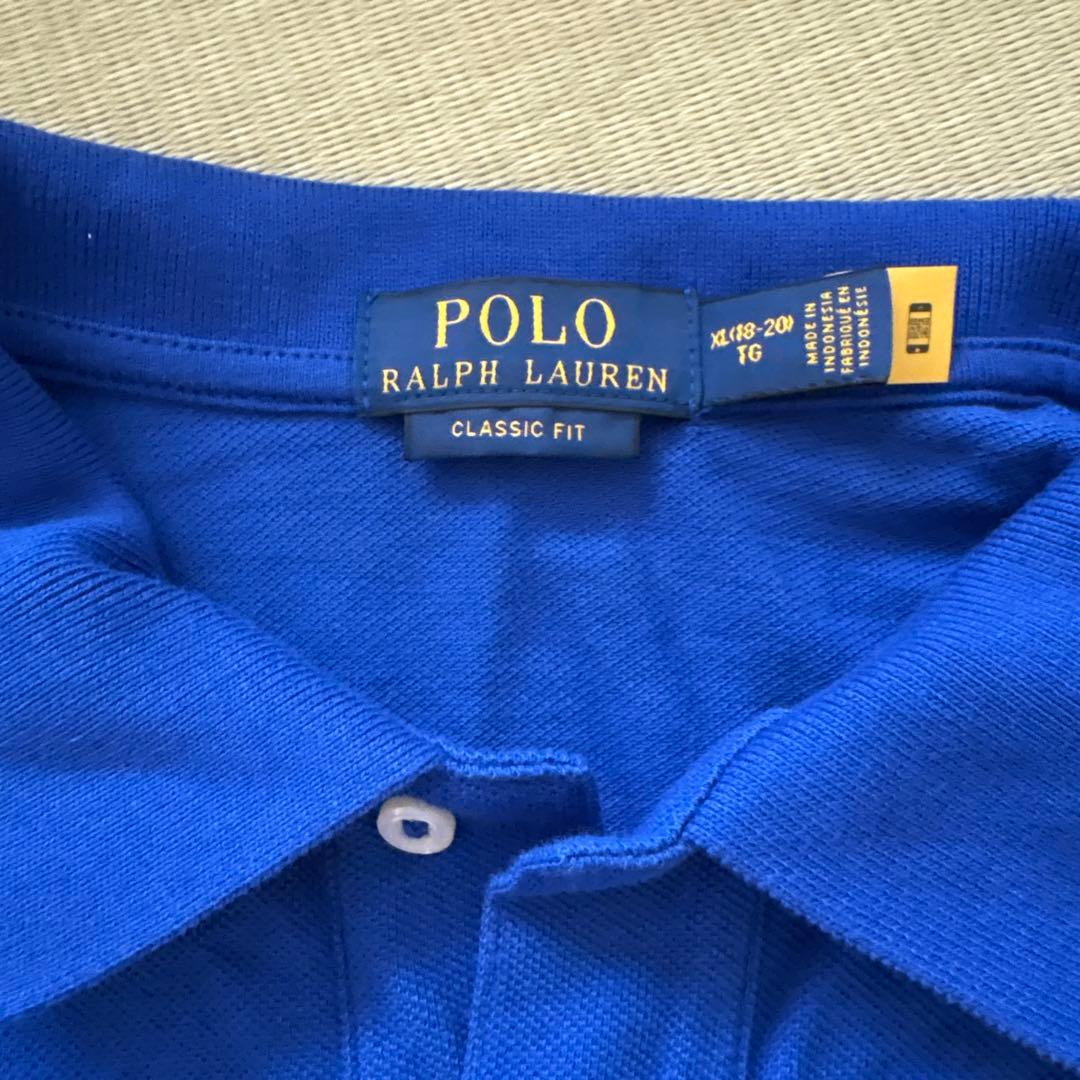 POLO
RALPH LAUREN
CLASSIC FIT
XL(18-20)
TG
MADE IN
INDONESIA
FABRIQUÉ EN
INDONÉSIE